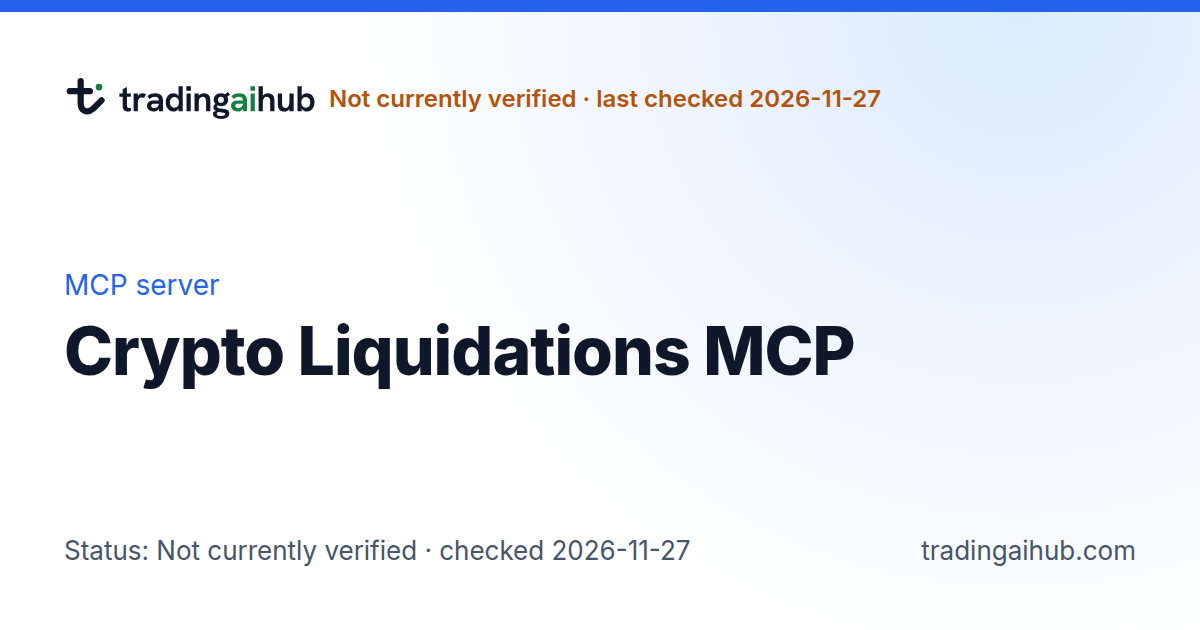 tradingaihub Not currently verified · last checked 2026-11-27
MCP server
Crypto Liquidations MCP
Status: Not currently verified · checked 2026-11-27
tradingaihub.com